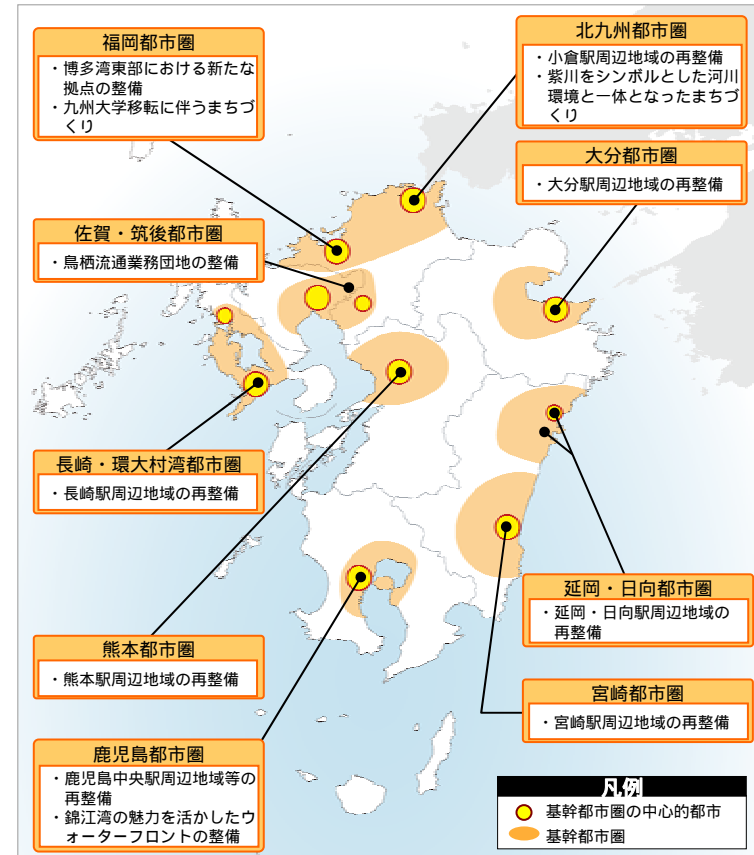 福岡都市圏
・博多湾東部における新たな
拠点の整備
・九州大学移転に伴うまちづ
くり
北九州都市圏
・小倉駅周辺地域の再整備
・紫川をシンボルとした河川
環境と一体となったまちづ
くり
大分都市圏
・大分駅周辺地域の再整備
佐賀・筑後都市圏
・鳥栖流通業務団地の整備
長崎・環大村湾都市圏
・長崎駅周辺地域の再整備
延岡・日向都市圏
・延岡・日向駅周辺地域の
再整備
熊本都市圏
・熊本駅周辺地域の再整備
宮崎都市圏
・宮崎駅周辺地域の再整備
鹿児島都市圏
・鹿児島中央駅周辺地域等の
再整備
・錦江湾の魅力を活かしたウ
ォーターフロントの整備
凡例
基幹都市圏の中心的都市
基幹都市圏